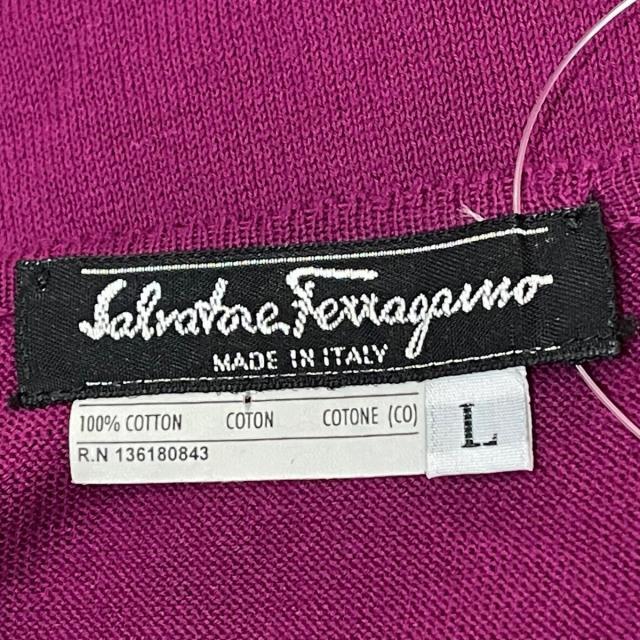 Salvatore Ferragamo
MADE IN ITALY
100% COTTON COTON COTONE (CO)
R.N 136180843
L